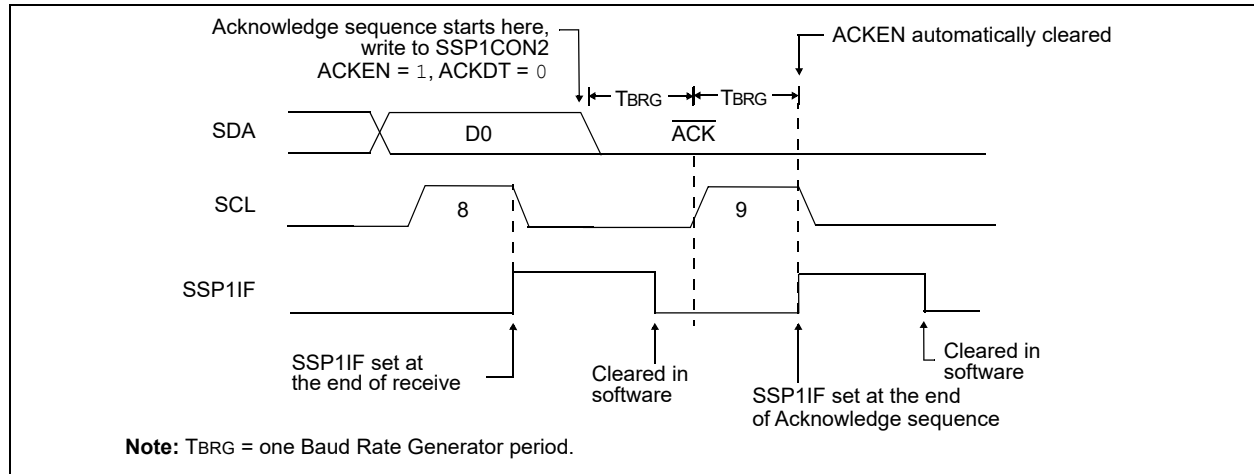 Acknowledge sequence starts here,
write to SSP1CON2
ACKEN = 1, ACKDT = 0
ACKEN automatically cleared
TBRG
TBRG
SDA
D0
ACK
SCL
8
9
SSP1IF
SSP1IF set at
the end of receive
Cleared in
software
SSP1IF set at the end
of Acknowledge sequence
Cleared in
software
Note: TBRG = one Baud Rate Generator period.